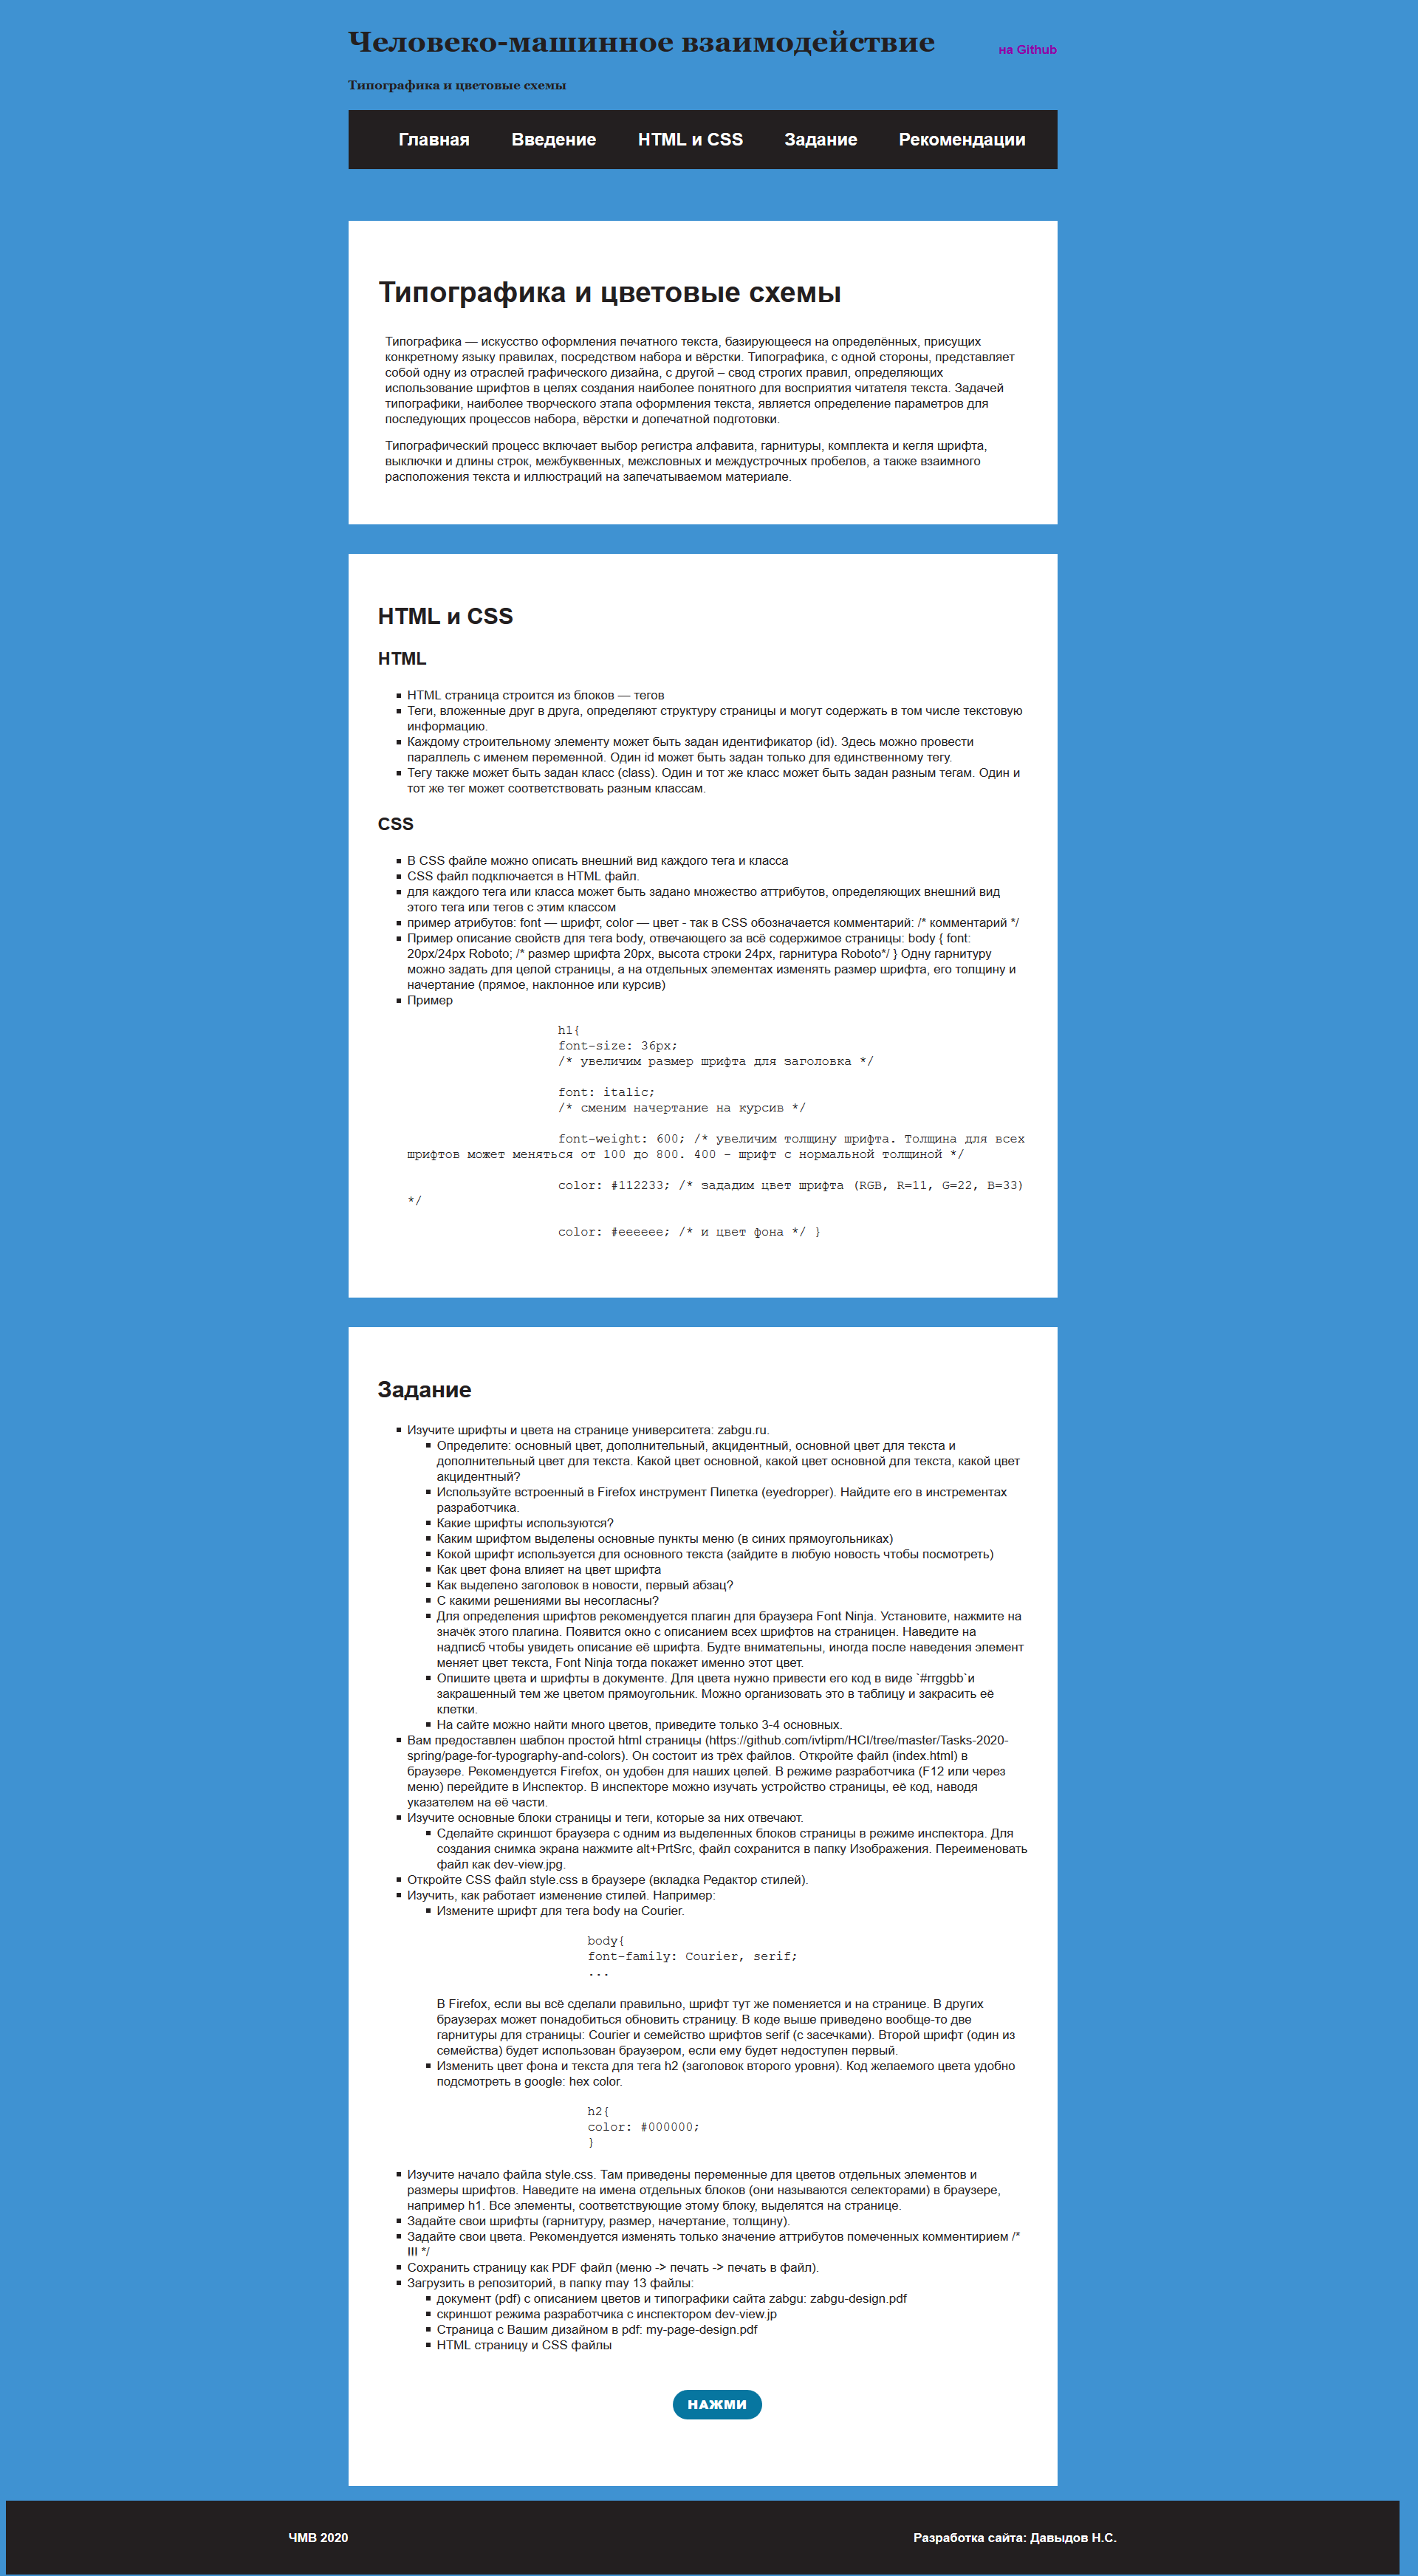 Человеко-машинное взаимодействие
на Github
Типографика и цветовые схемы
Главная Введение HTML и CSS Задание Рекомендации
Типографика и цветовые схемы
Типографика — искусство оформления печатного текста, базирующееся на определённых, присущих
конкретному языку правилах, посредством набора и вёрстки. Типографика, с одной стороны, представляет
собой одну из отраслей графического дизайна, с другой – свод строгих правил, определяющих
использование шрифтов в целях создания наиболее понятного для восприятия читателя текста. Задачей
типографики, наиболее творческого этапа оформления текста, является определение параметров для
последующих процессов набора, вёрстки и допечатной подготовки.
Типографический процесс включает выбор регистра алфавита, гарнитуры, комплекта и кегля шрифта,
выключки и длины строк, межбуквенных, межсловных и междустрочных пробелов, а также взаимного
расположения текста и иллюстраций на запечатываемом материале.
HTML и CSS
HTML
HTML страница строится из блоков — тегов
Теги, вложенные друг в друга, определяют структуру страницы и могут содержать в том числе текстовую
информацию.
Каждому строительному элементу может быть задан идентификатор (id). Здесь можно провести
параллель с именем переменной. Один id может быть задан только для единственному тегу.
Тегу также может быть задан класс (class). Один и тот же класс может быть задан разным тегам. Один и
тот же тег может соответствовать разным классам.
CSS
В CSS файле можно описать внешний вид каждого тега и класса
CSS файл подключается в HTML файл.
для каждого тега или класса может быть задано множество аттрибутов, определяющих внешний вид
этого тега или тегов с этим классом
пример атрибутов: font — шрифт, color — цвет - так в CSS обозначается комментарий: /* комментарий */
Пример описание свойств для тега body, отвечающего за всё содержимое страницы: body { font:
20px/24px Roboto; /* размер шрифта 20px, высота строки 24px, гарнитура Roboto*/ } Одну гарнитуру
можно задать для целой страницы, а на отдельных элементах изменять размер шрифта, его толщину и
начертание (прямое, наклонное или курсив)
Пример
h1{
font-size: 36px;
/* увеличим размер шрифта для заголовка */
font: italic;
/* сменим начертание на курсив */
font-weight: 600; /* увеличим толщину шрифта. Толщина для всех
шрифтов может меняться от 100 до 800. 400 - шрифт с нормальной толщиной */
color: #112233; /* зададим цвет шрифта (RGB, R=11, G=22, B=33)
*/
color: #eeeeee; /* и цвет фона */ }
Задание
Изучите шрифты и цвета на странице университета: zabgu.ru.
Определите: основный цвет, дополнительный, акцидентный, основной цвет для текста и
дополнительный цвет для текста. Какой цвет основной, какой цвет основной для текста, какой цвет
акцидентный?
Используйте встроенный в Firefox инструмент Пипетка (eyedropper). Найдите его в инстрементах
разработчика.
Какие шрифты используются?
Каким шрифтом выделены основные пункты меню (в синих прямоугольниках)
Кокой шрифт используется для основного текста (зайдите в любую новость чтобы посмотреть)
Как цвет фона влияет на цвет шрифта
Как выделено заголовок в новости, первый абзац?
С какими решениями вы несогласны?
Для определения шрифтов рекомендуется плагин для браузера Font Ninja. Установите, нажмите на
значёк этого плагина. Появится окно с описанием всех шрифтов на страницен. Наведите на
надписб чтобы увидеть описание её шрифта. Будте внимательны, иногда после наведения элемент
меняет цвет текста, Font Ninja тогда покажет именно этот цвет.
Опишите цвета и шрифты в документе. Для цвета нужно привести его код в виде `#rrggbb`и
закрашенный тем же цветом прямоугольник. Можно организовать это в таблицу и закрасить её
клетки.
На сайте можно найти много цветов, приведите только 3-4 основных.
Вам предоставлен шаблон простой html страницы (https://github.com/ivtipm/HCI/tree/master/Tasks-2020-
spring/page-for-typography-and-colors). Он состоит из трёх файлов. Откройте файл (index.html) в
браузере. Рекомендуется Firefox, он удобен для наших целей. В режиме разработчика (F12 или через
меню) перейдите в Инспектор. В инспекторе можно изучать устройство страницы, её код, наводя
указателем на её части.
Изучите основные блоки страницы и теги, которые за них отвечают.
Сделайте скриншот браузера с одним из выделенных блоков страницы в режиме инспектора. Для
создания снимка экрана нажмите alt+PrtSrc, файл сохранится в папку Изображения. Переименовать
файл как dev-view.jpg.
Откройте CSS файл style.css в браузере (вкладка Редактор стилей).
Изучить, как работает изменение стилей. Например:
Измените шрифт для тега body на Courier.
body{
font-family: Courier, serif;
...
В Firefox, если вы всё сделали правильно, шрифт тут же поменяется и на странице. В других
браузерах может понадобиться обновить страницу. В коде выше приведено вообще-то две
гарнитуры для страницы: Courier и семейство шрифтов serif (с засечками). Второй шрифт (один из
семейства) будет использован браузером, если ему будет недоступен первый.
Изменить цвет фона и текста для тега h2 (заголовок второго уровня). Код желаемого цвета удобно
подсмотреть в google: hex color.
h2{
color: #000000;
}
Изучите начало файла style.css. Там приведены переменные для цветов отдельных элементов и
размеры шрифтов. Наведите на имена отдельных блоков (они называются селекторами) в браузере,
например h1. Все элементы, соответствующие этому блоку, выделятся на странице.
Задайте свои шрифты (гарнитуру, размер, начертание, толщину).
Задайте свои цвета. Рекомендуется изменять только значение аттрибутов помеченных комментирием /*
!!! */
Сохранить страницу как PDF файл (меню -> печать -> печать в файл).
Загрузить в репозиторий, в папку may 13 файлы:
документ (pdf) с описанием цветов и типографики сайта zabgu: zabgu-design.pdf
скриншот режима разработчика с инспектором dev-view.jp
Страница с Вашим дизайном в pdf: my-page-design.pdf
HTML страницу и CSS файлы
НАЖМИ
ЧМВ 2020
Разработка сайта: Давыдов Н.С.